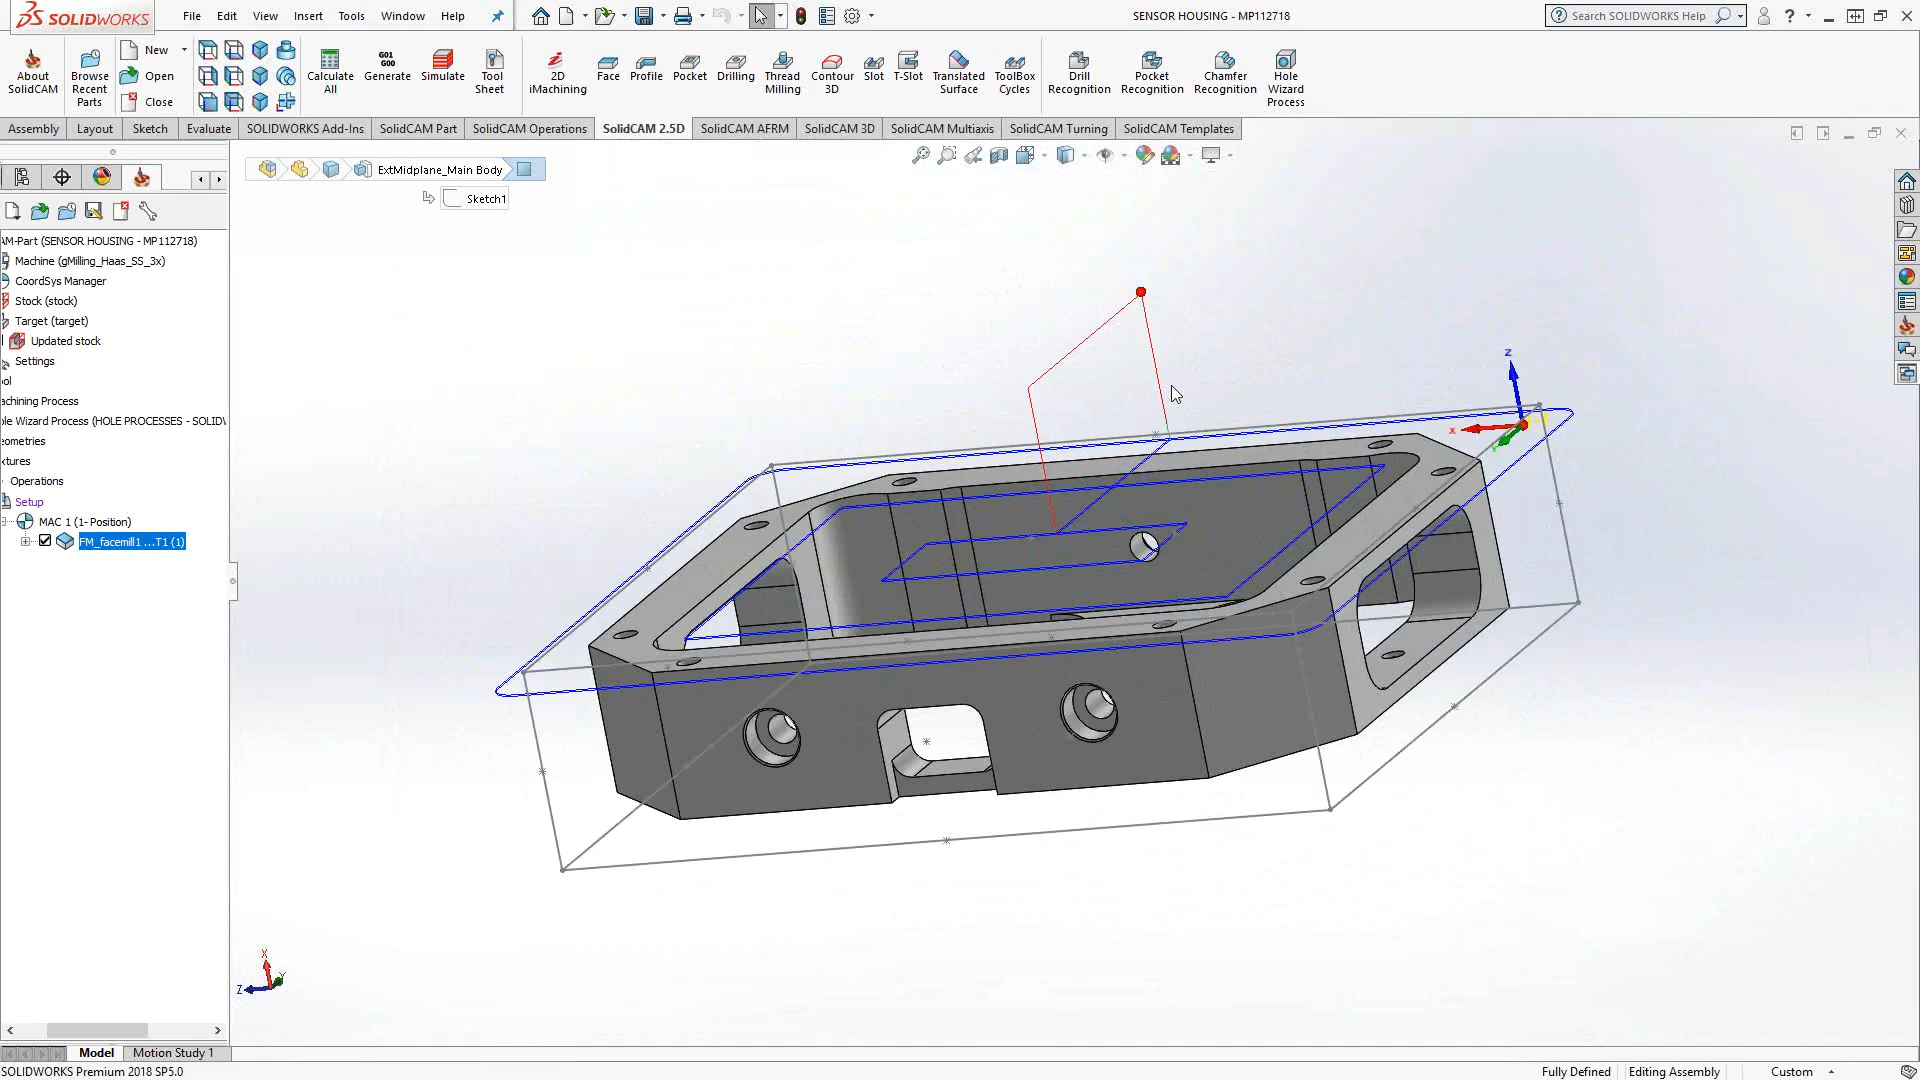 SOLIDWORKS
File Edit View Insert Tools Window Help
SENSOR HOUSING - MP112718
Search SOLIDWORKS Help
?
About SolidCAM
Browse Recent Parts
New
Open
Close
Calculate All
G01 G00
Generate
Simulate
Tool Sheet
2D iMachining
Face
Profile
Pocket
Drilling
Thread Milling
Contour 3D
Slot
T-Slot
Translated Surface
ToolBox Cycles
Drill Recognition
Pocket Recognition
Chamfer Recognition
Hole Wizard Process
Assembly Layout Sketch Evaluate SOLIDWORKS Add-Ins SolidCAM Part SolidCAM Operations SolidCAM 2.5D SolidCAM AFRM SolidCAM 3D SolidCAM Multiaxis SolidCAM Turning SolidCAM Templates
ExtMidplane_Main Body
Sketch1
AM-Part (SENSOR HOUSING - MP112718)
Machine (gMilling_Haas_SS_3x)
CoordSys Manager
Stock (stock)
Target (target)
Updated stock
Settings
ol
achining Process
le Wizard Process (HOLE PROCESSES - SOLIDW
eometries
xtures
Operations
Setup
MAC 1 (1- Position)
FM_facemill1 ...T1 (1)
Z
X
Y
X
Y
Z
Model Motion Study 1
SOLIDWORKS Premium 2018 SP5.0
Fully Defined Editing Assembly Custom